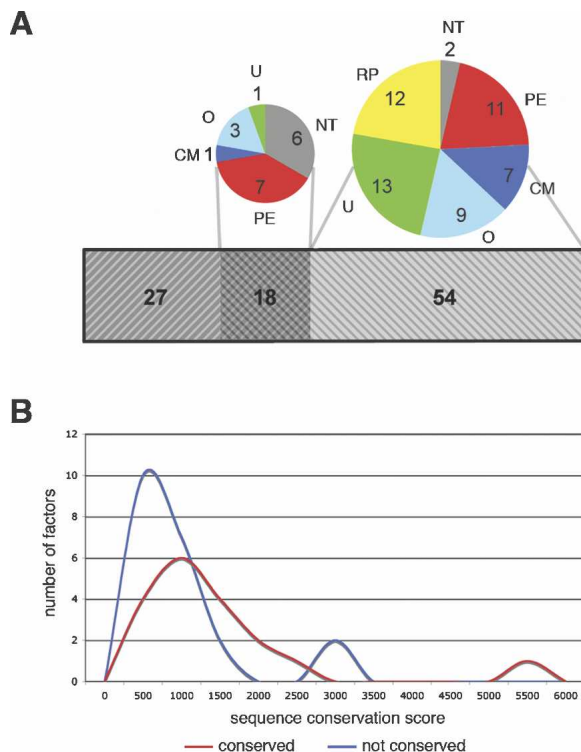 A
U
1
O
3
NT
6
CM 1
7
PE
NT
2
RP
12
11
PE
7
CM
13
U
9
O
27 18 54
B
number of factors
12
10
8
6
4
2
0
0 500 1000 1500 2000 2500 3000 3500 4000 4500 5000 5500 6000
sequence conservation score
conserved not conserved